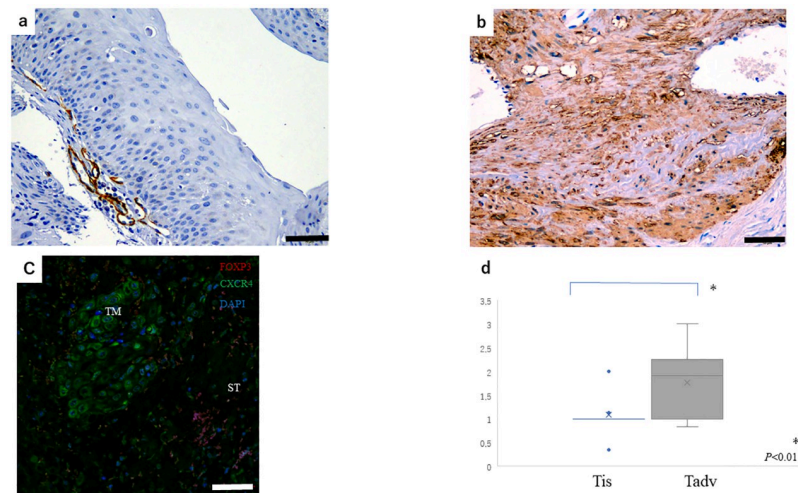 a
b
c
FOXP3
CXCR4
DAPI
TM
ST
d
*
3.5
3
2.5
2
1.5
1
0.5
0
Tis
Tadv
*
P<0.01